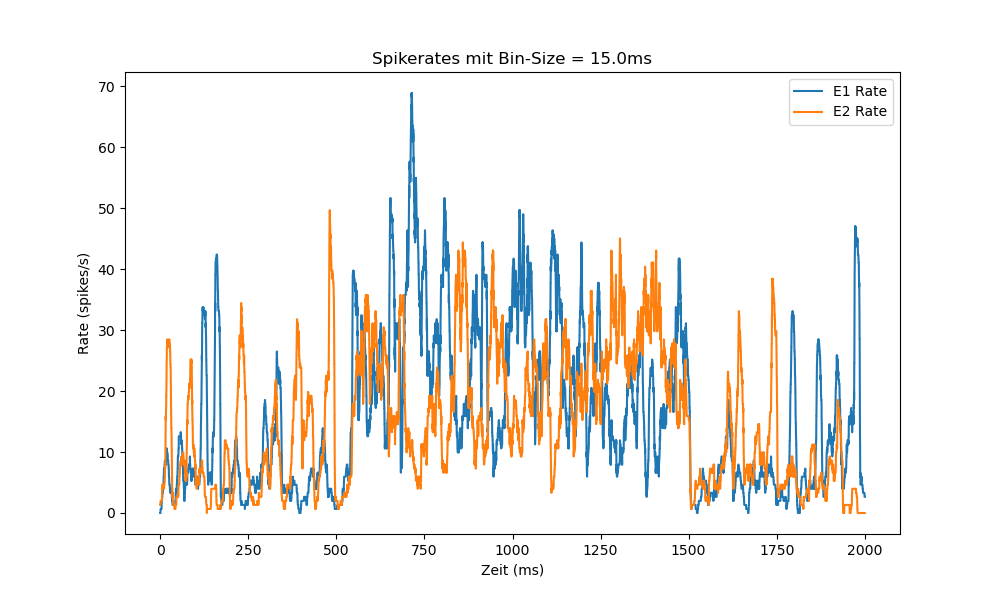 Spikerates mit Bin-Size = 15.0ms
E1 Rate
E2 Rate
70
60
50
40
30
20
10
0
Rate (spikes/s)
0 250 500 750 1000 1250 1500 1750 2000
Zeit (ms)